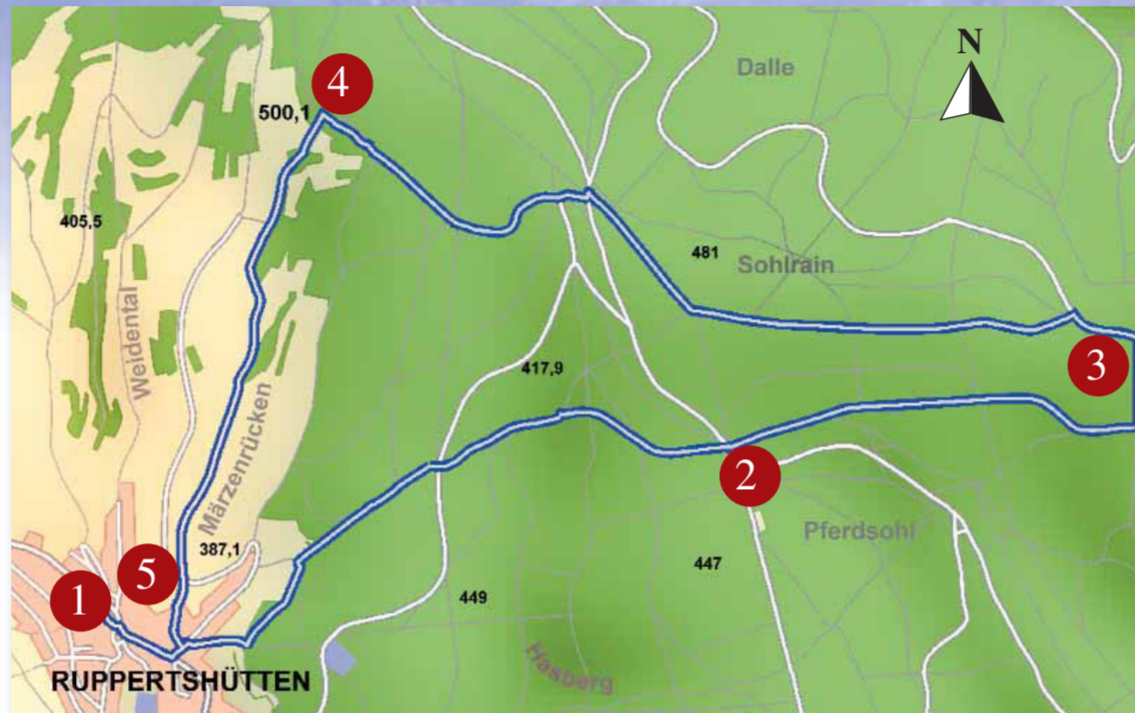 N
4
Dalle
500,1
405,5
481
Sohlrain
Weidental
417,9
3
Märzenrücken
2
Pferdsohl
387,1
5
447
1
449
Hasberg
RUPPERTSHÜTTEN